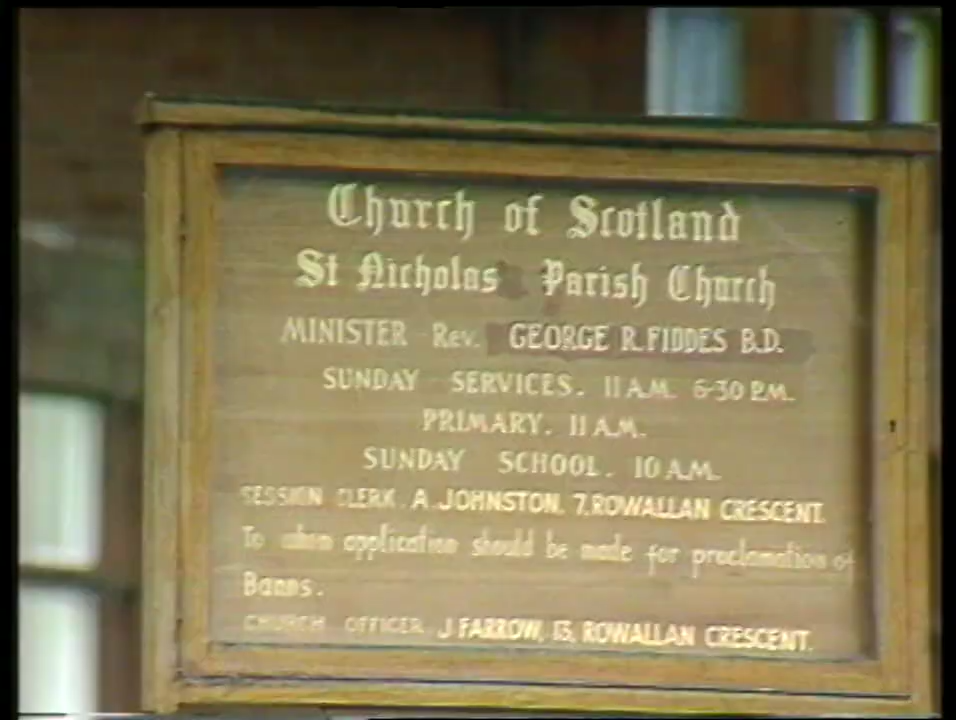 Church of Scotland
St Nicholas Parish Church
MINISTER Rev. GEORGE R. FIDDES B.D.
SUNDAY SERVICES. 11 A.M. 6-30 P.M.
PRIMARY. 11 A.M.
SUNDAY SCHOOL. 10 A.M.
SESSION CLERK. A. JOHNSTON, 7, ROWALLAN CRESCENT.
To whom application should be made for proclamation of
Banns.
CHURCH OFFICER J FARROW, 13, ROWALLAN CRESCENT.